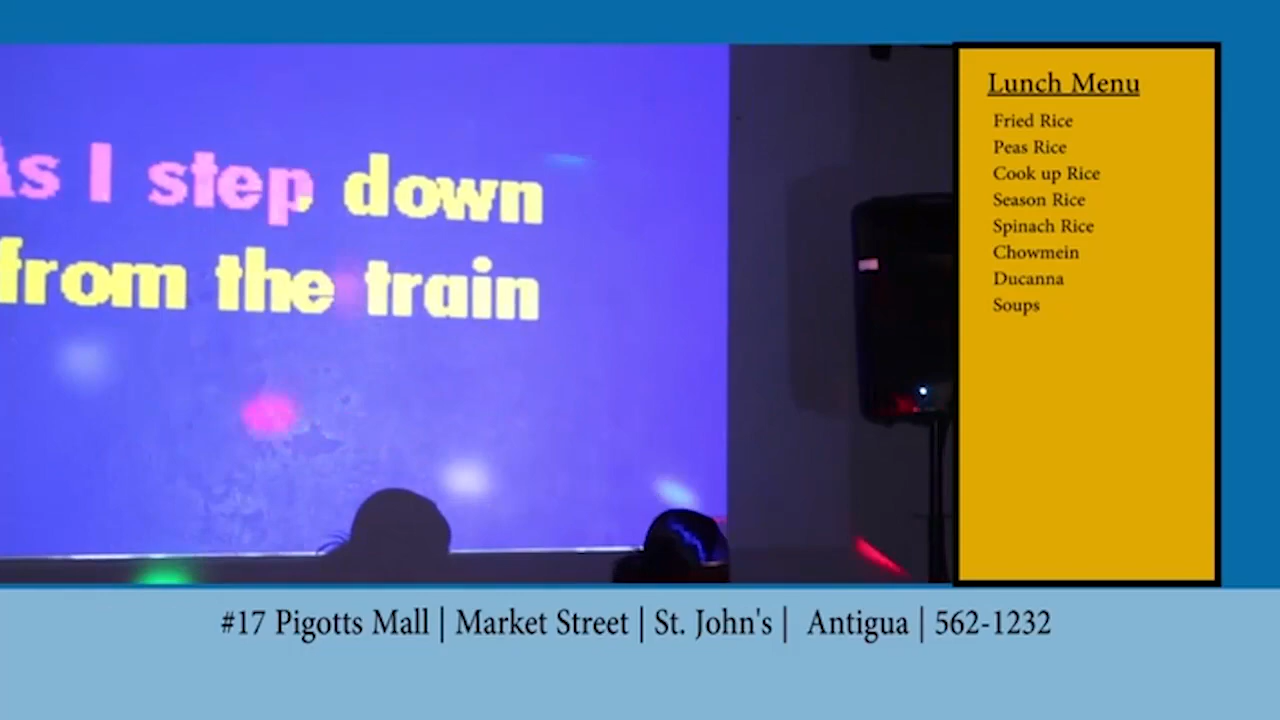 As I step down
from the train
Lunch Menu
Fried Rice
Peas Rice
Cook up Rice
Season Rice
Spinach Rice
Chowmein
Ducanna
Soups
#17 Pigotts Mall | Market Street | St. John's | Antigua | 562-1232